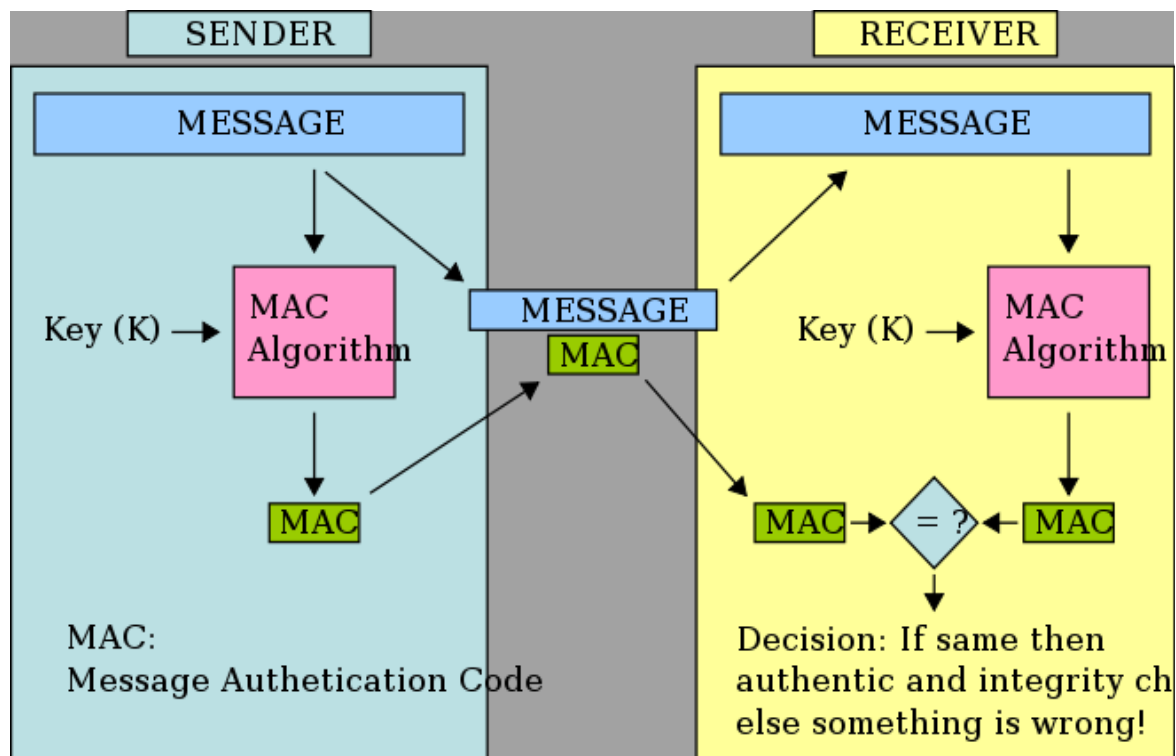 SENDER
MESSAGE
Key (K)
MAC
Algorithm
MAC
MAC:
Message Authetication Code
MESSAGE
MAC
RECEIVER
MESSAGE
Key (K)
MAC
Algorithm
MAC
= ?
MAC
Decision: If same then
authentic and integrity ch
else something is wrong!